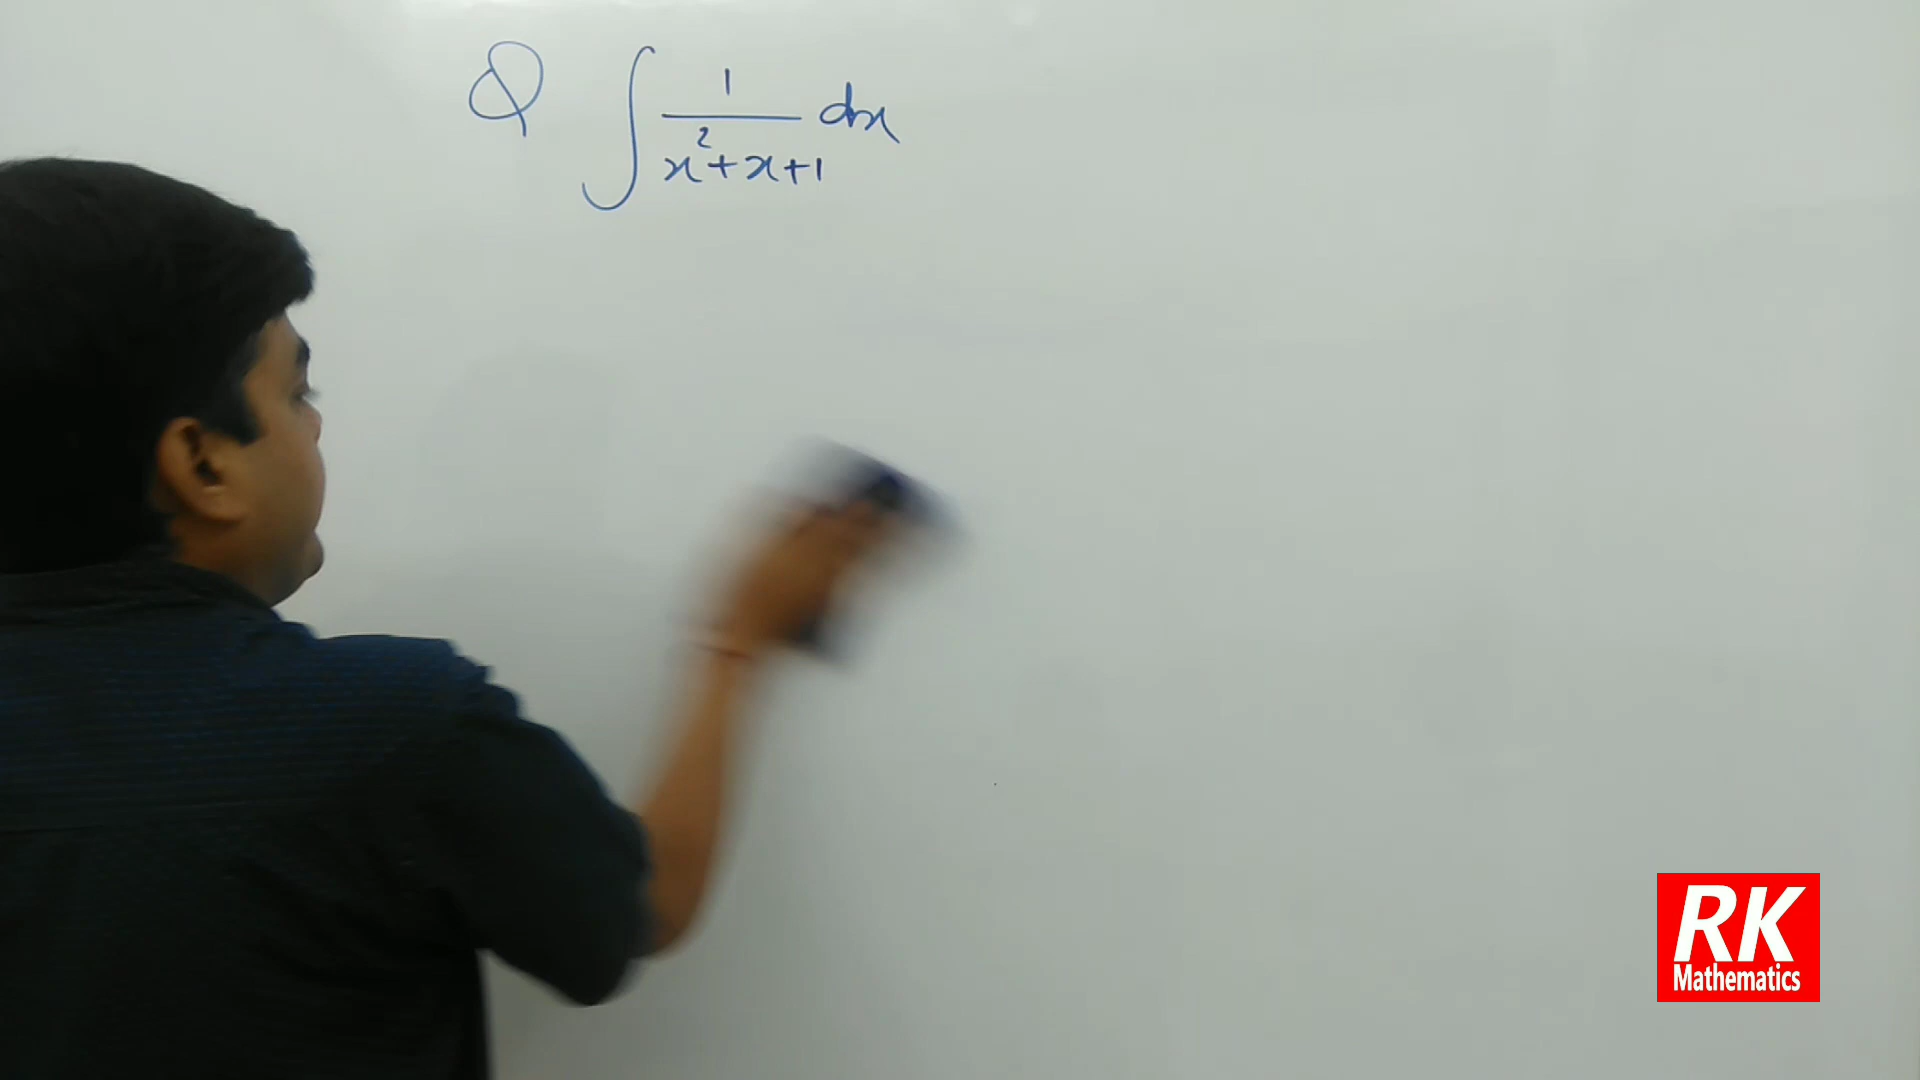 Q ∫ 1/(x²+x+1) dx
RK
Mathematics